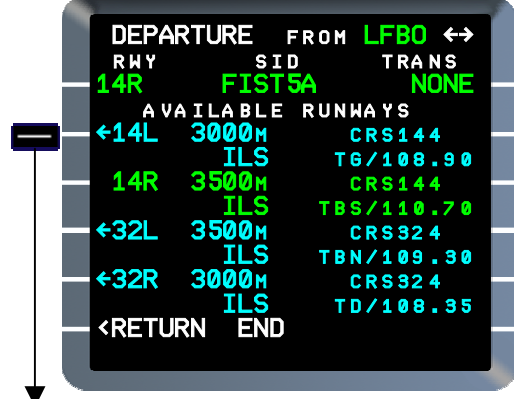 DEPARTURE FROM LFBO ↔
RWY SID TRANS
14R FIST5A NONE
AVAILABLE RUNWAYS
←14L 3000M CRS144
ILS TG/108.90
14R 3500M CRS144
ILS TBS/110.70
←32L 3500M CRS324
ILS TBN/109.30
←32R 3000M CRS324
ILS TD/108.35
<RETURN END